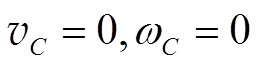 v_C = 0, ω_C = 0